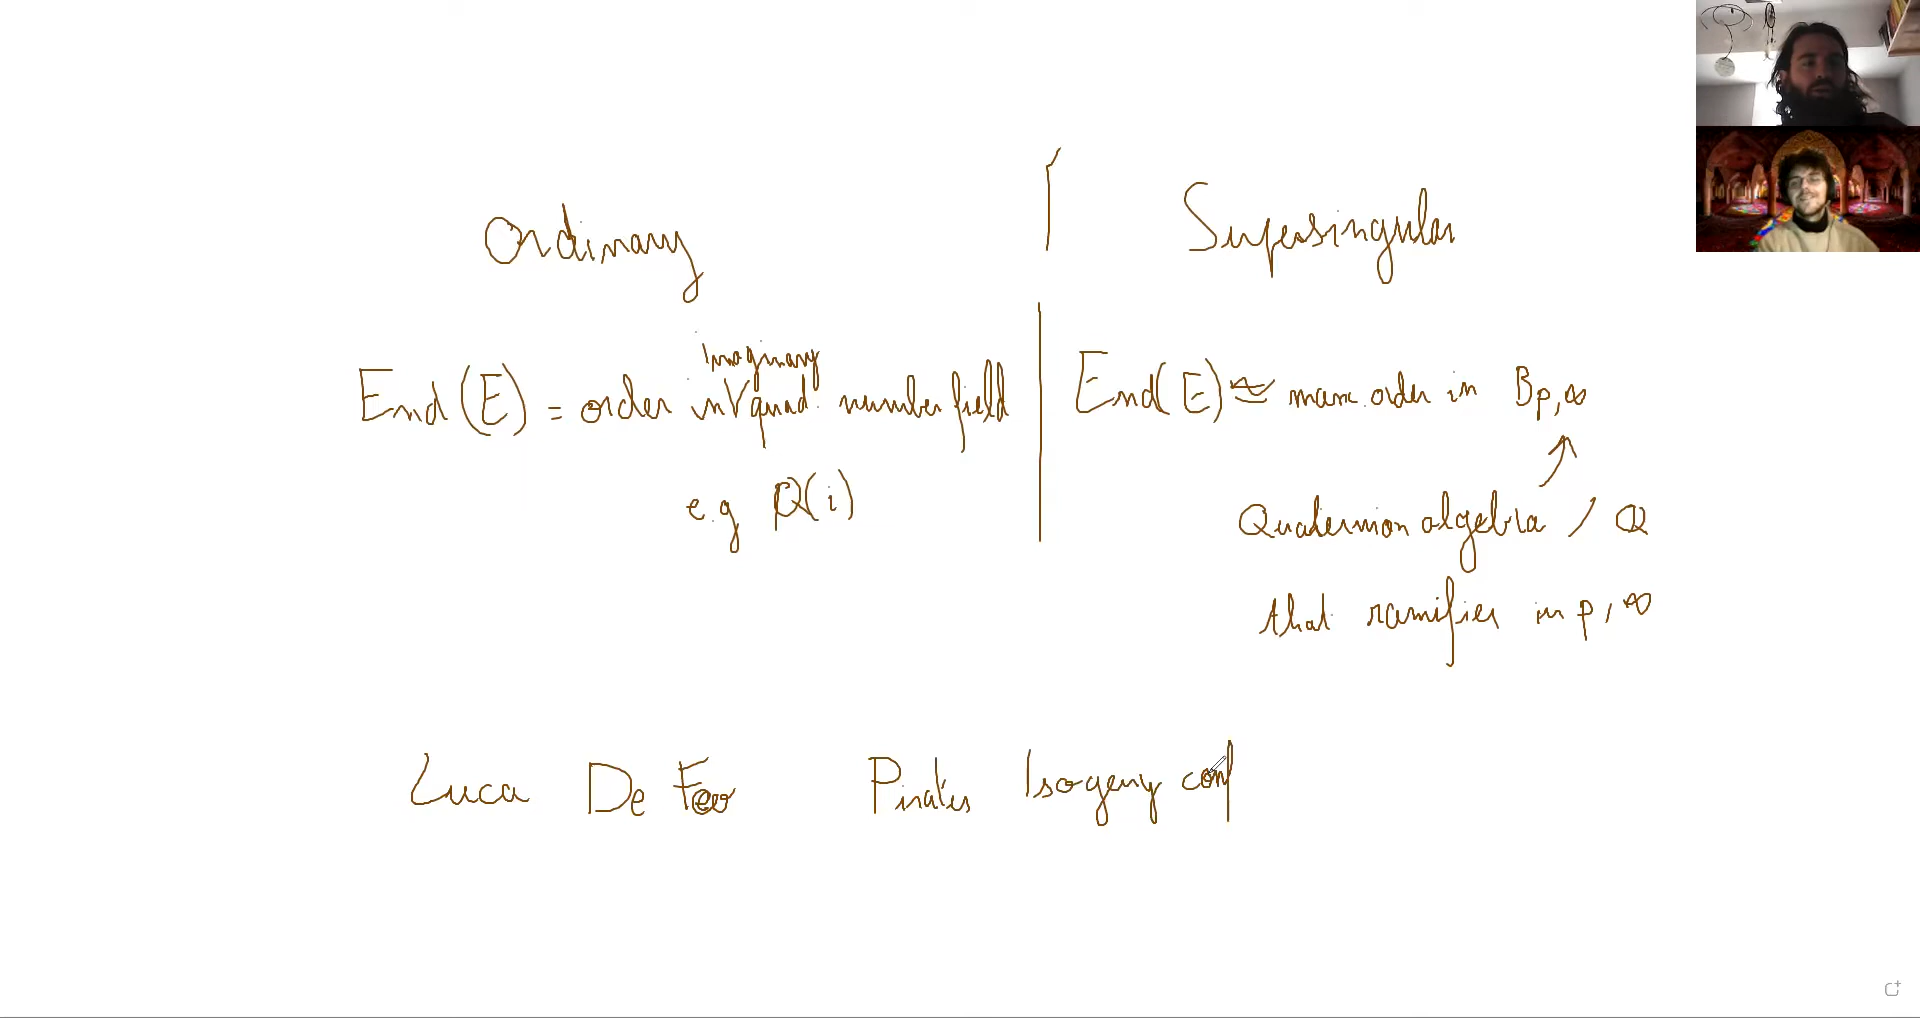 Ordinary
Supersingular
imaginary
End(E) = order in V quad. number field
End(E) ≃ max. order in Bp,∞
e.g Q(i)
Quaternion algebra / Q
that ramifies in p, ∞
Luca De Feo Pirates Isogeny conf